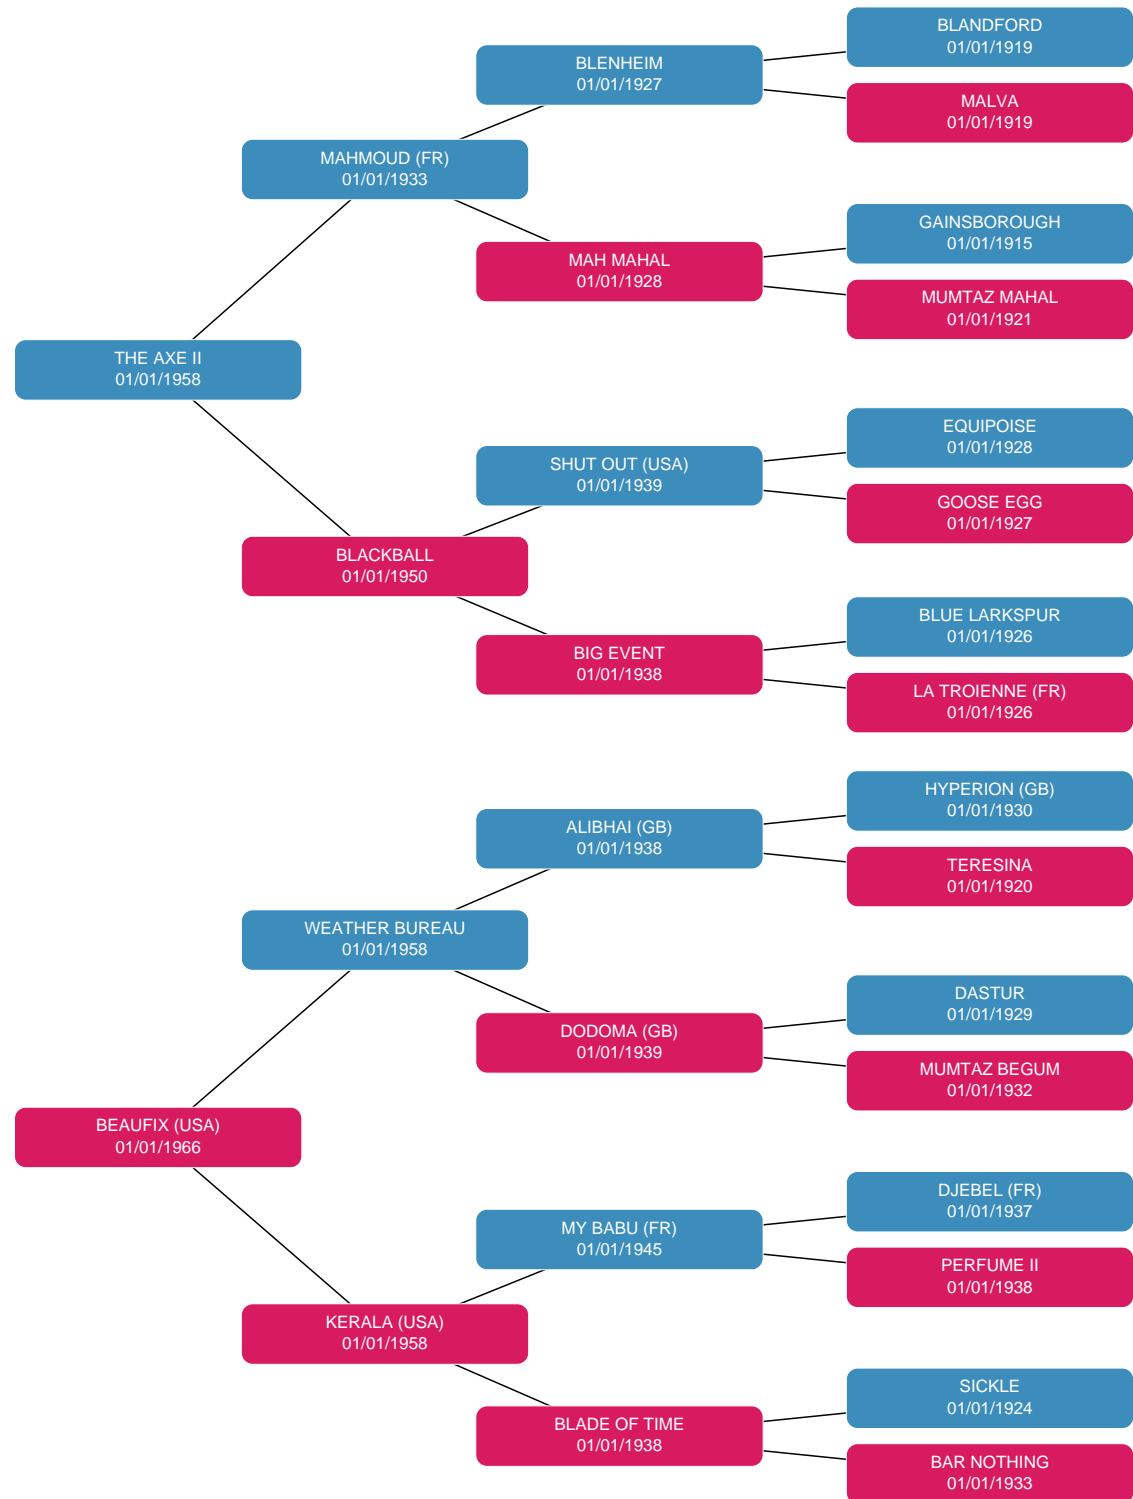 BLANDFORD
01/01/1919
BLENHEIM
01/01/1927
MALVA
01/01/1919
MAHMOUD (FR)
01/01/1933
GAINSBOROUGH
01/01/1915
MAH MAHAL
01/01/1928
MUMTAZ MAHAL
01/01/1921
THE AXE II
01/01/1958
EQUIPOISE
01/01/1928
SHUT OUT (USA)
01/01/1939
GOOSE EGG
01/01/1927
BLACKBALL
01/01/1950
BLUE LARKSPUR
01/01/1926
BIG EVENT
01/01/1938
LA TROIENNE (FR)
01/01/1926
HYPERION (GB)
01/01/1930
ALIBHAI (GB)
01/01/1938
TERESINA
01/01/1920
WEATHER BUREAU
01/01/1958
DASTUR
01/01/1929
DODOMA (GB)
01/01/1939
MUMTAZ BEGUM
01/01/1932
BEAUFIX (USA)
01/01/1966
DJEBEL (FR)
01/01/1937
MY BABU (FR)
01/01/1945
PERFUME II
01/01/1938
KERALA (USA)
01/01/1958
SICKLE
01/01/1924
BLADE OF TIME
01/01/1938
BAR NOTHING
01/01/1933